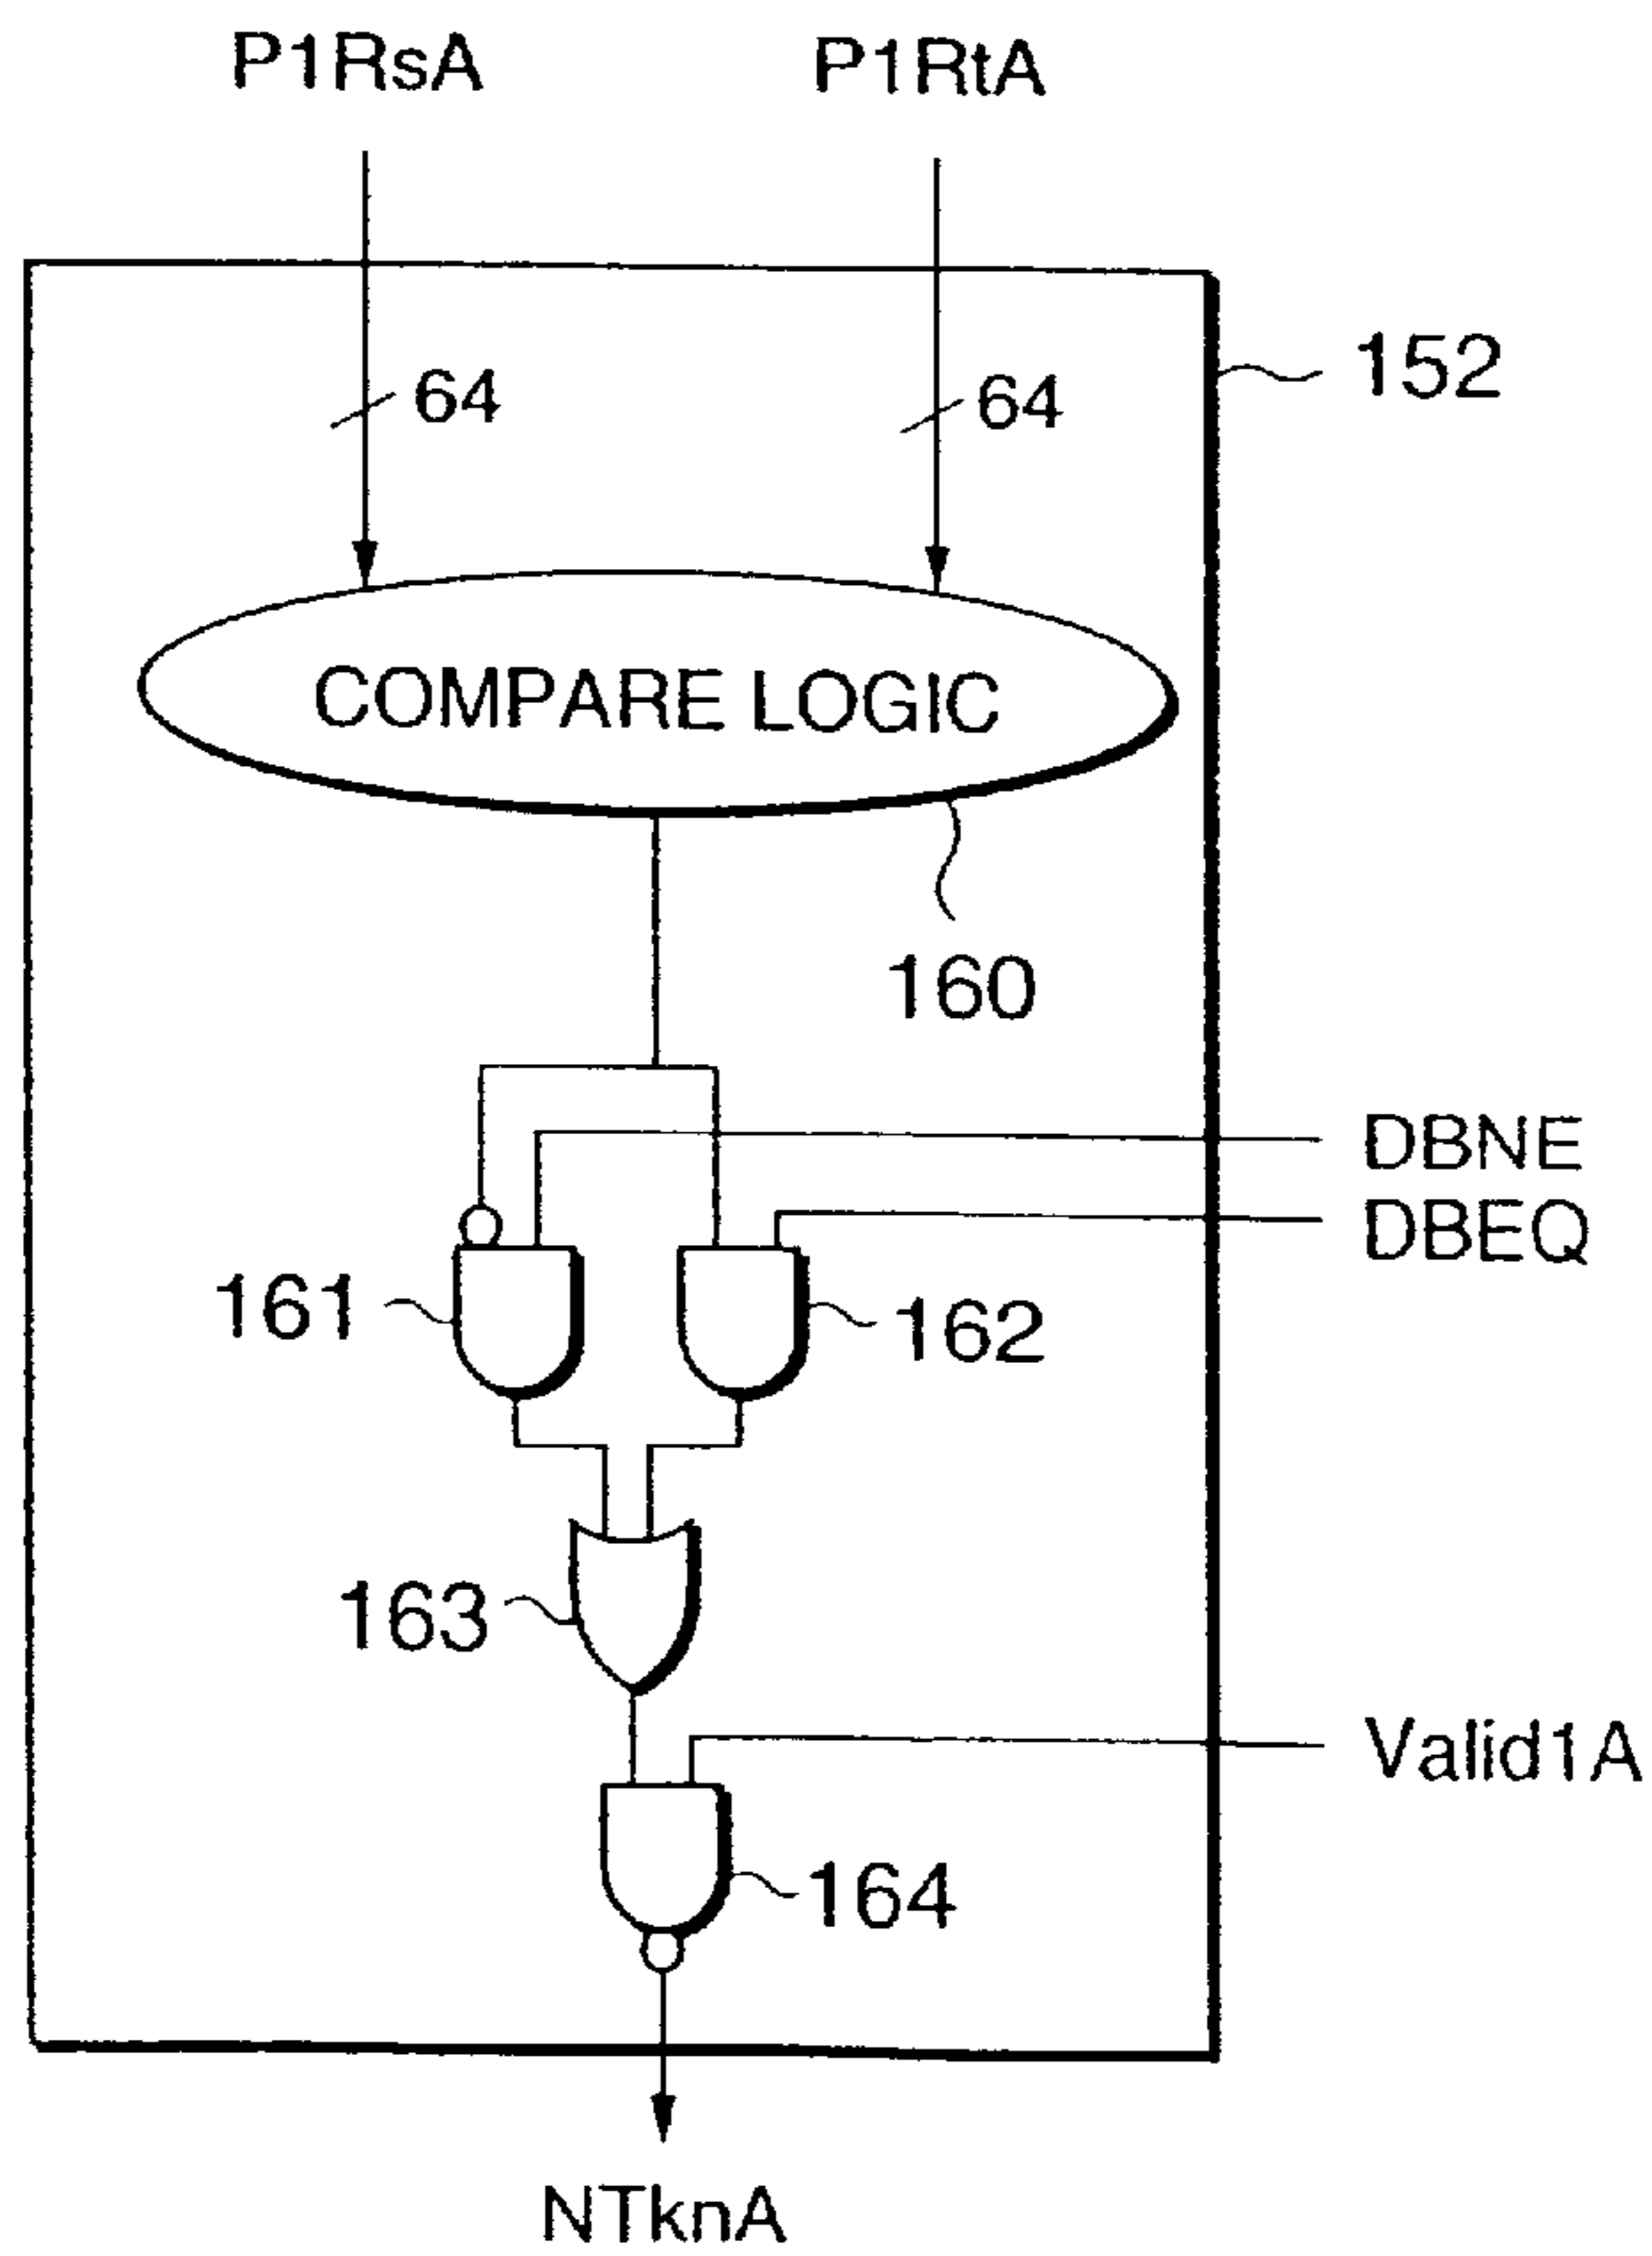 P1RsA
P1RtA
152
64
64
COMPARE LOGIC
160
DBNE
DBEQ
161
162
163
Valid1A
164
NTknA